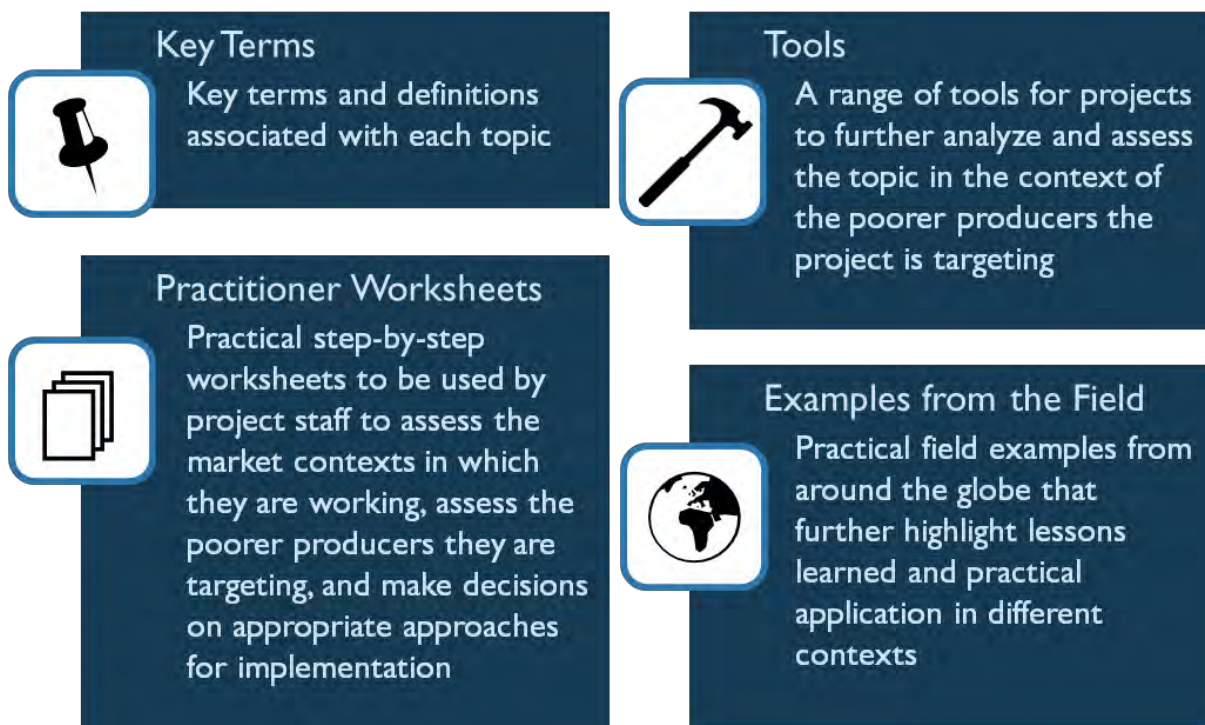 Key Terms
Key terms and definitions
associated with each topic
Practitioner Worksheets
Practical step-by-step
worksheets to be used by
project staff to assess the
market contexts in which
they are working, assess the
poorer producers they are
targeting, and make decisions
on appropriate approaches
for implementation
Tools
A range of tools for projects
to further analyze and assess
the topic in the context of
the poorer producers the
project is targeting
Examples from the Field
Practical field examples from
around the globe that
further highlight lessons
learned and practical
application in different
contexts